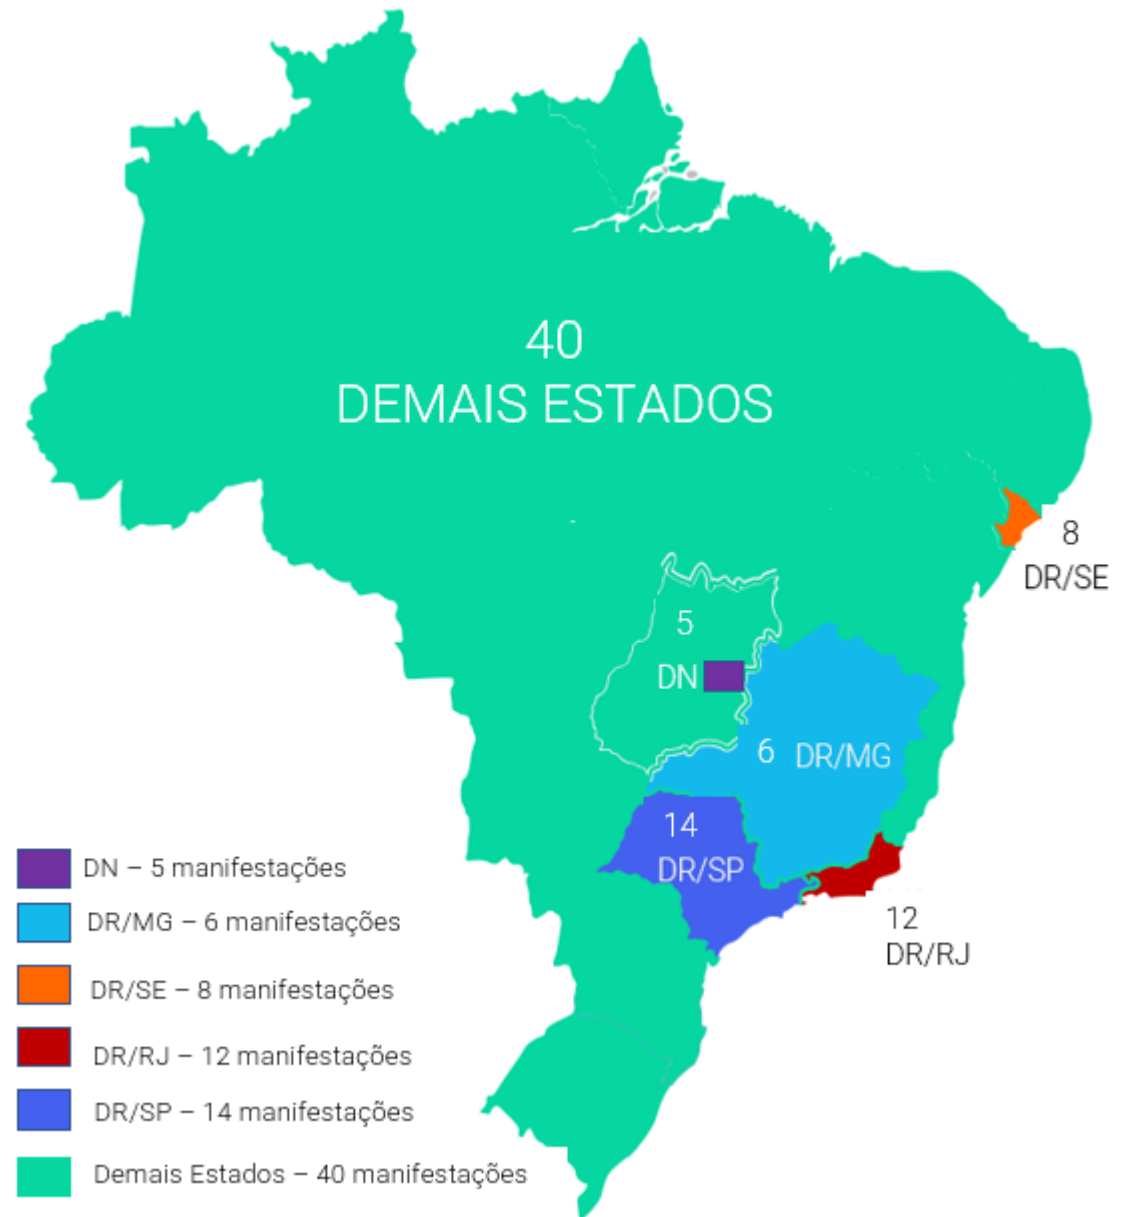 40
DEMAIS ESTADOS
8
DR/SE
5
DN
6 DR/MG
14
DR/SP
12
DR/RJ
DN – 5 manifestações
DR/MG – 6 manifestações
DR/SE – 8 manifestações
DR/RJ – 12 manifestações
DR/SP – 14 manifestações
Demais Estados – 40 manifestações